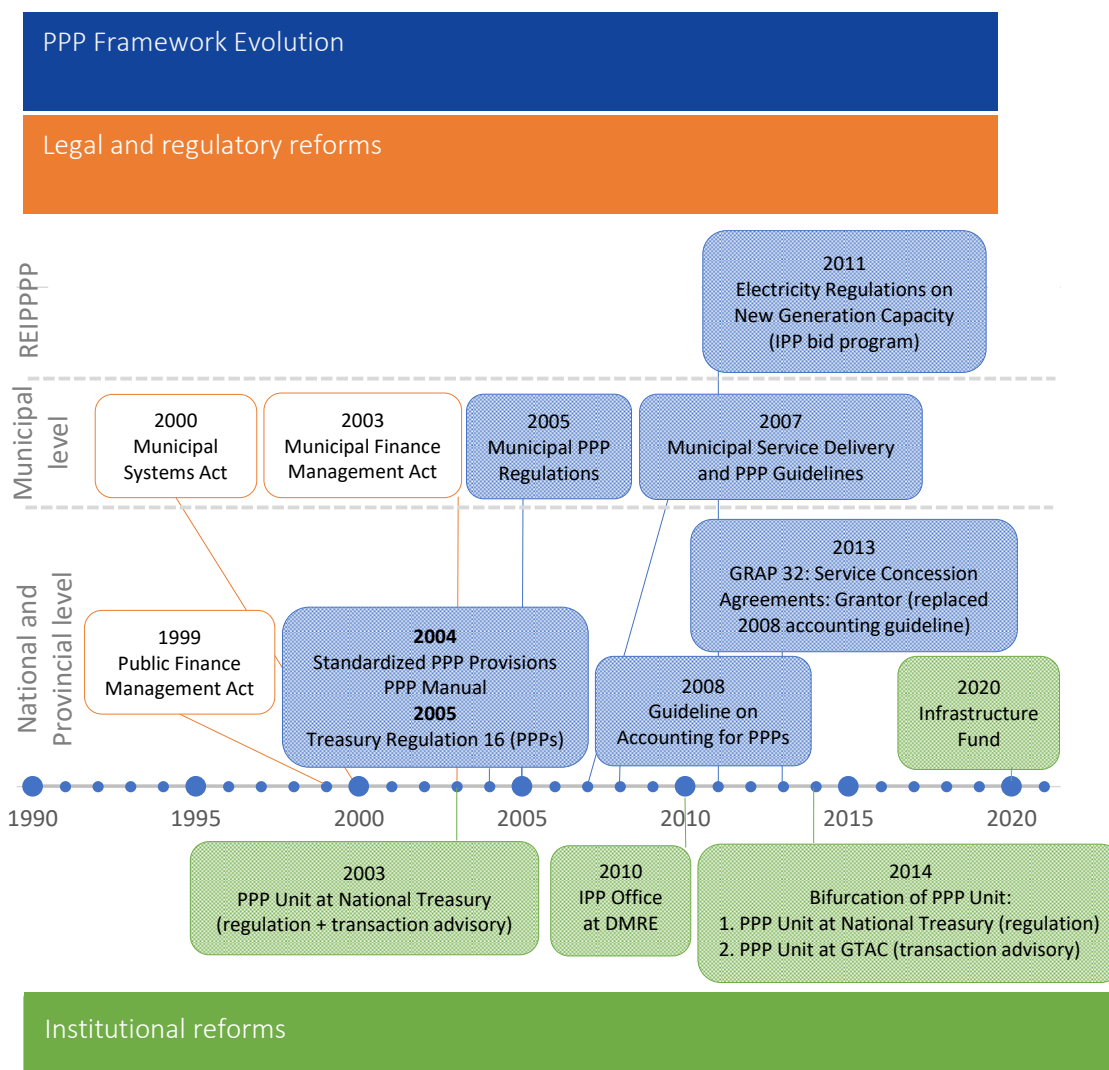 PPP Framework Evolution
Legal and regulatory reforms
REIPPPP
2011
Electricity Regulations on
New Generation Capacity
(IPP bid program)
Municipal
level
2000
Municipal
Systems Act
2003
Municipal Finance
Management Act
2005
Municipal PPP
Regulations
2007
Municipal Service Delivery
and PPP Guidelines
National and
Provincial level
2013
GRAP 32: Service Concession
Agreements: Grantor (replaced
2008 accounting guideline)
1999
Public Finance
Management Act
2004
Standardized PPP Provisions
PPP Manual
2005
Treasury Regulation 16 (PPPs)
2008
Guideline on
Accounting for PPPs
2020
Infrastructure
Fund
1990 1995 2000 2005 2010 2015 2020
2003
PPP Unit at National Treasury
(regulation + transaction advisory)
2010
IPP Office
at DMRE
2014
Bifurcation of PPP Unit:
1. PPP Unit at National Treasury (regulation)
2. PPP Unit at GTAC (transaction advisory)
Institutional reforms